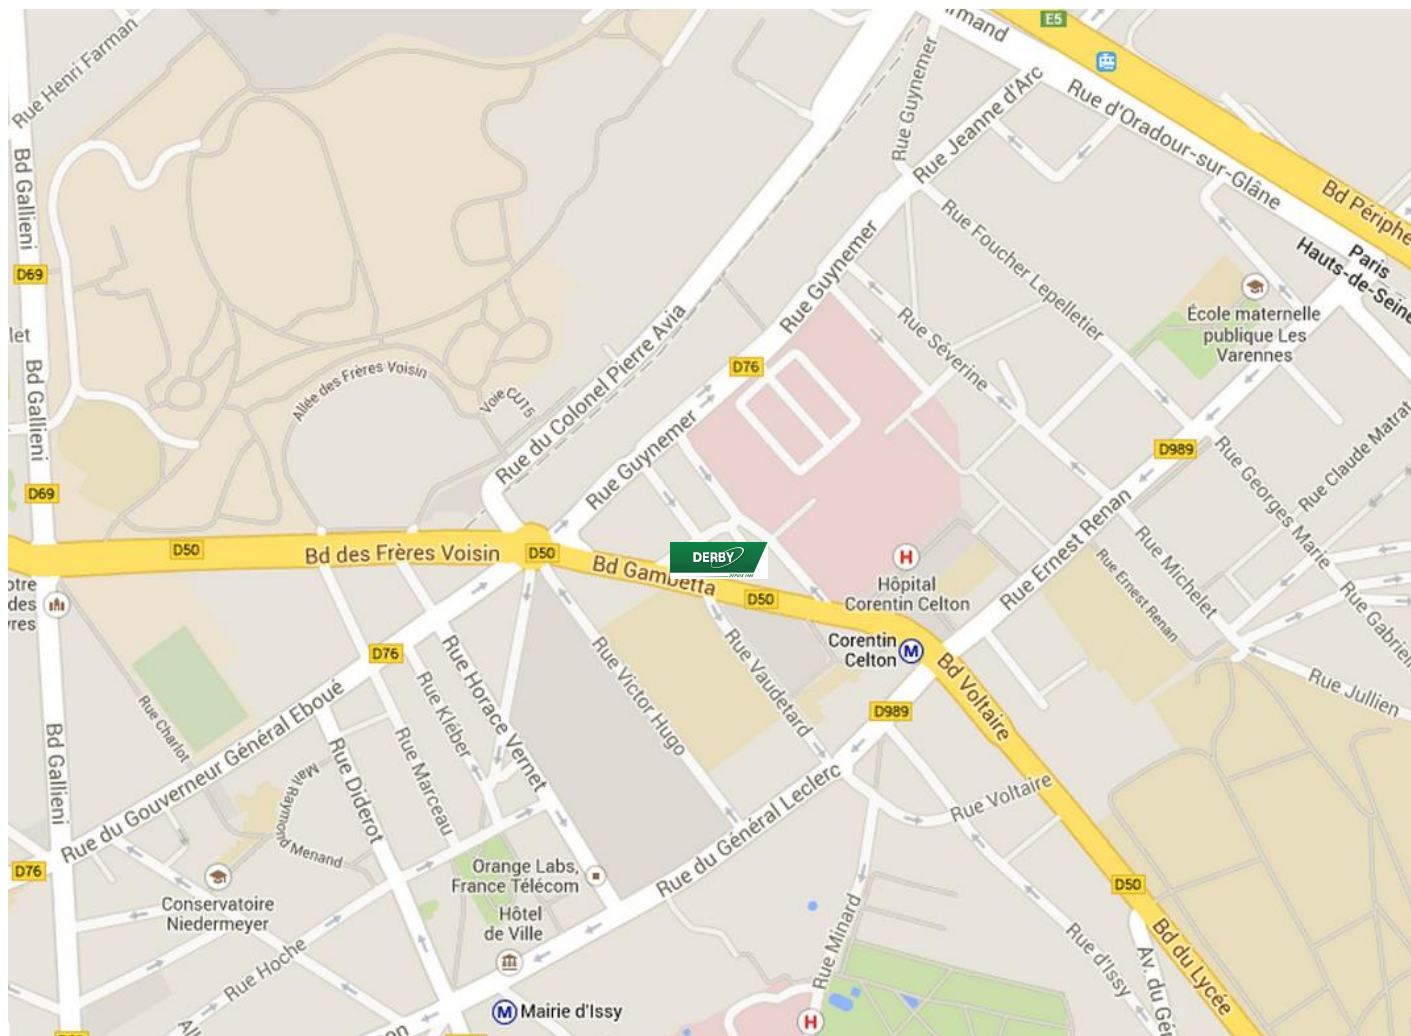 E5
Rue Henri Farman
Rue Guynemer
Rue Jeanne d'Arc
Rue d'Oradour-sur-Glâne
Bd Gallieni
Rue Foucher Lepelletier
Paris
Hauts-de-Seine
D69
Rue Guynemer
École maternelle
publique Les
Varennes
Rue Séverine
Rue du Colonel Pierre Avia
D76
Allée des Frères Voisin
Voie CU15
Bd Gallieni
Rue Guynemer
D989
Rue Claude Matrat
Rue Georges Marie
D69
D50
Bd des Frères Voisin
D50
Bd Gambetta
DERBY
DEPUIS
D50
H
Hôpital
Corentin Celton
Rue Ernest Renan
Rue Michelet
Rue Ernest Renan
Corentin
Celton
M
Bd Voltaire
Rue Jullien
D76
Rue Horace Vernet
Rue Kléber
Rue Victor Hugo
Rue Vaudetard
D989
Rue Charlot
Rue du Gouverneur Général Eboué
Rue Diderot
Rue Marceau
Mail Raymond Menand
Bd Gallieni
Rue du Général Leclerc
Rue Voltaire
D76
Orange Labs,
France Télécom
D50
Conservatoire
Niedermeyer
Hôtel
de Ville
Rue Minard
Rue d'Issy
Bd du Lycée
Rue Hoche
M
Mairie d'Issy
H